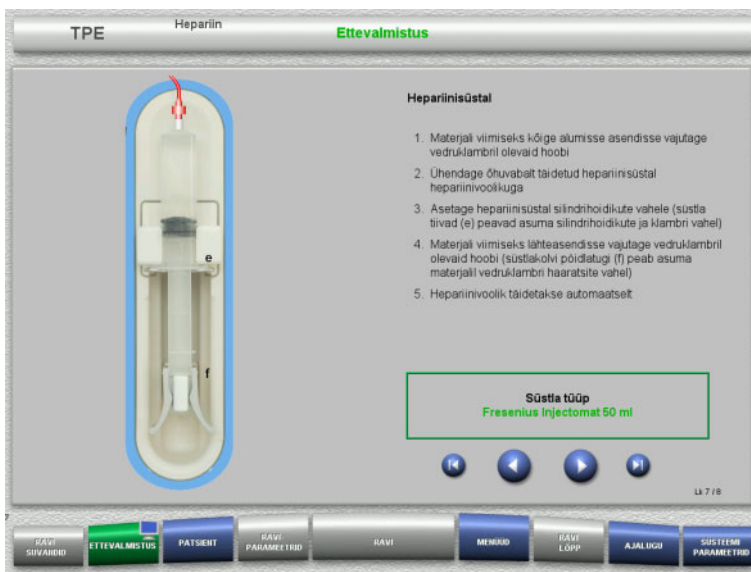 TPE
Hepariin
Ettevalmistus
Hepariinisüstal
1. Materjali viimiseks kõige alumisse asendisse vajutage
vedruklambril olevaid hoobi
2. Ühendage õhuvabalt täidetud hepariinisüstal
hepariinivoolikuga
3. Asetage hepariinisüstal silindrihoidikute vahele (süstla
tiivad (e) peavad asuma silindrihoidikute ja klambri vahel)
4. Materjali viimiseks lähteasendisse vajutage vedruklambril
olevaid hoobi (süstlakolvi pöidlatugi (f) peab asuma
materjalil vedruklambri haaratsite vahel)
5. Hepariinivoolik täidetakse automaatselt
e
f
Süstla tüüp
Fresenius Injectomat 50 ml
Lk 7 / 8
7
RAVI
SUVANDID
ETTEVALMISTUS
PATSIENT
RAVI
PARAMEETRID
RAVI
MENÜÜD
RAVI
LÕPP
AJALUGU
SÜSTEEMI
PARAMEETRID